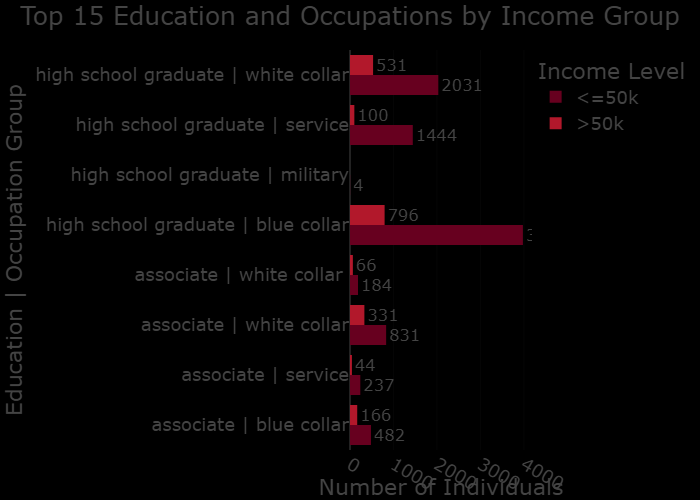 Top 15 Education and Occupations by Income Group
Education | Occupation Group
high school graduate | white collar
531
2031
high school graduate | service
100
1444
high school graduate | military
4
high school graduate | blue collar
796
3
associate | white collar
66
184
associate | white collar
331
831
associate | service
44
237
associate | blue collar
166
482
0
1000
2000
3000
4000
Number of Individuals
Income Level
<=50k
>50k